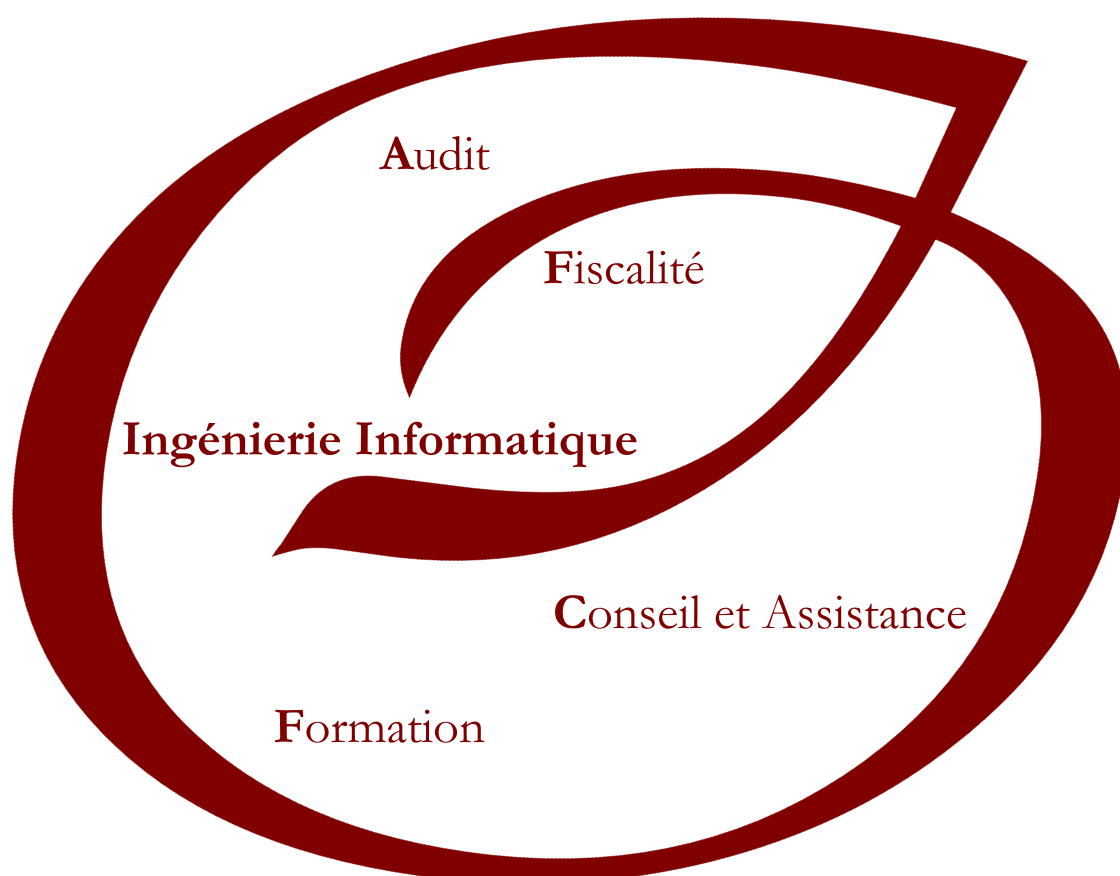 Audit
Fiscalité
Ingénierie Informatique
Conseil et Assistance
Formation